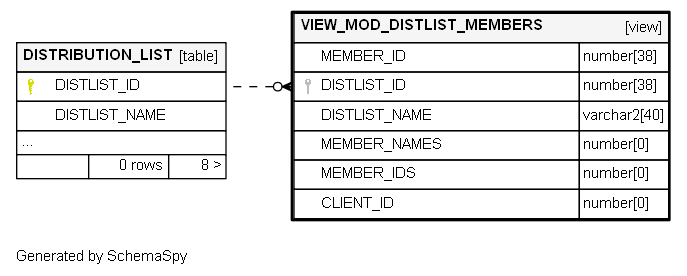 DISTRIBUTION_LIST [table]
DISTLIST_ID
DISTLIST_NAME
...
0 rows 8 >
VIEW_MOD_DISTLIST_MEMBERS [view]
MEMBER_ID number[38]
DISTLIST_ID number[38]
DISTLIST_NAME varchar2[40]
MEMBER_NAMES number[0]
MEMBER_IDS number[0]
CLIENT_ID number[0]
Generated by SchemaSpy